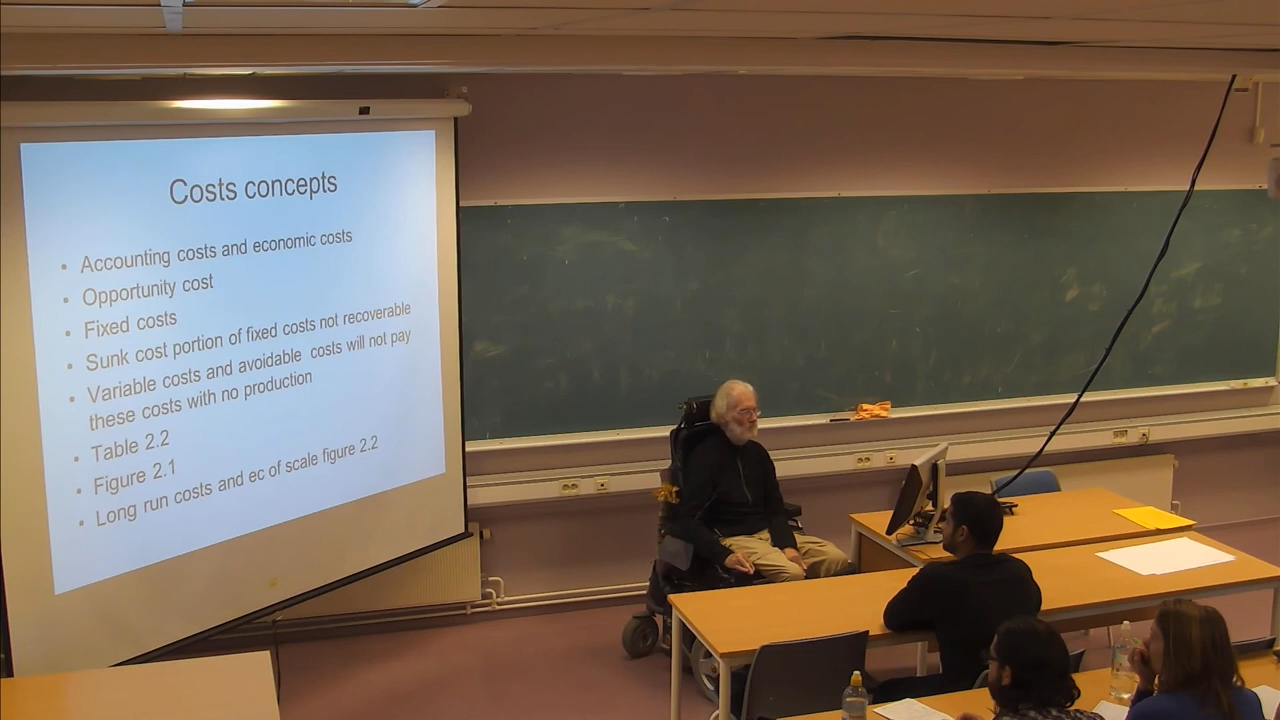 Costs concepts
• Accounting costs and economic costs
• Opportunity cost
• Fixed costs
• Sunk cost portion of fixed costs not recoverable
• Variable costs and avoidable costs will not pay
these costs with no production
• Table 2.2
• Figure 2.1
• Long run costs and ec of scale figure 2.2